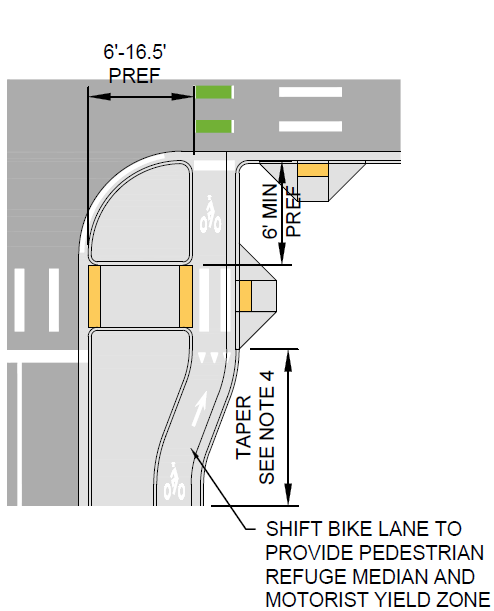 6'-16.5'
PREF
6' MIN
PREF
TAPER
SEE NOTE 4
SHIFT BIKE LANE TO
PROVIDE PEDESTRIAN
REFUGE MEDIAN AND
MOTORIST YIELD ZONE